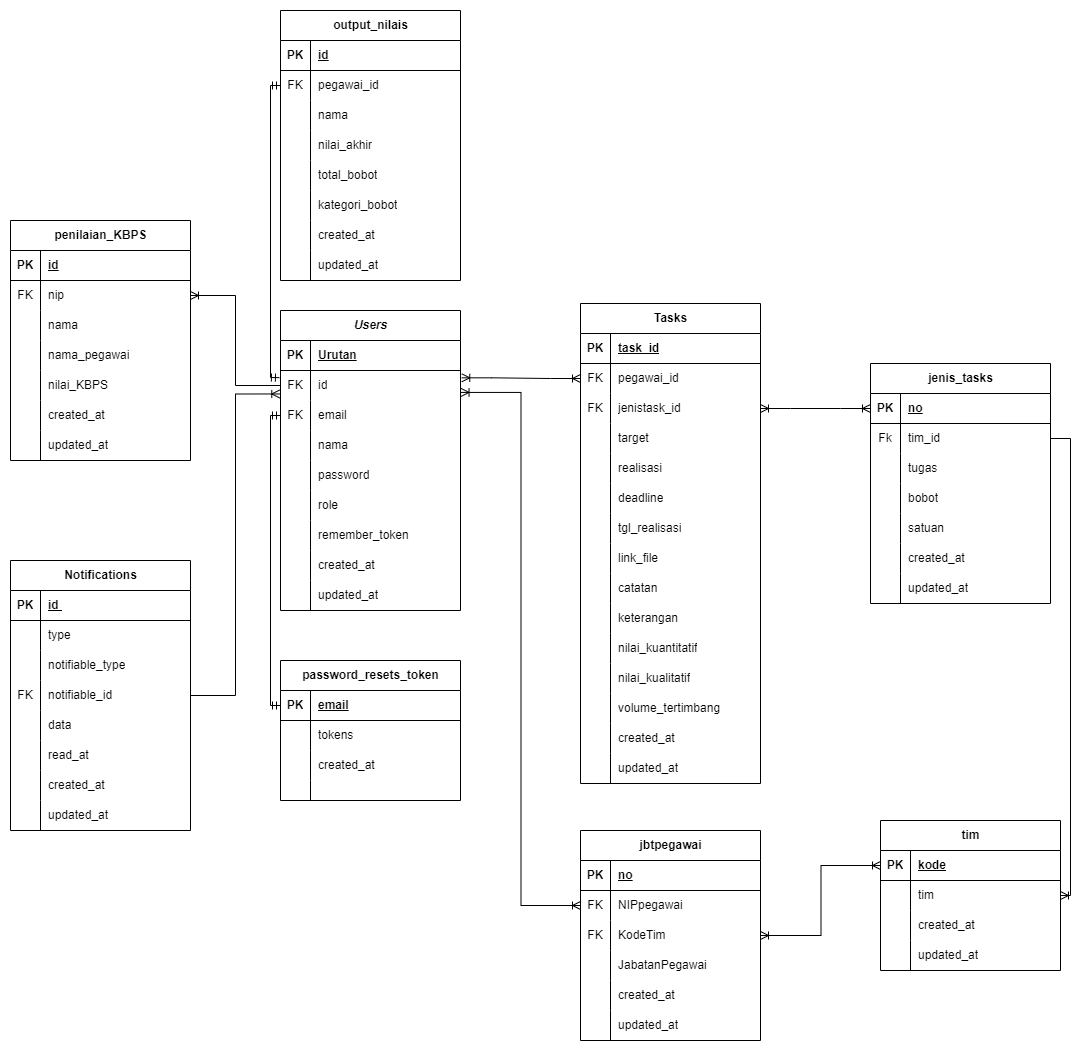 output_nilais
PK id
FK pegawai_id
nama
nilai_akhir
total_bobot
kategori_bobot
created_at
updated_at
penilaian_KBPS
PK id
FK nip
nama
nama_pegawai
nilai_KBPS
created_at
updated_at
Users
PK Urutan
FK id
FK email
nama
password
role
remember_token
created_at
updated_at
Tasks
PK task_id
FK pegawai_id
FK jenistask_id
target
realisasi
deadline
tgl_realisasi
link_file
catatan
keterangan
nilai_kuantitatif
nilai_kualitatif
volume_tertimbang
created_at
updated_at
jenis_tasks
PK no
Fk tim_id
tugas
bobot
satuan
created_at
updated_at
Notifications
PK id
type
notifiable_type
FK notifiable_id
data
read_at
created_at
updated_at
password_resets_token
PK email
tokens
created_at
jbtpegawai
PK no
FK NIPpegawai
FK KodeTim
JabatanPegawai
created_at
updated_at
tim
PK kode
tim
created_at
updated_at